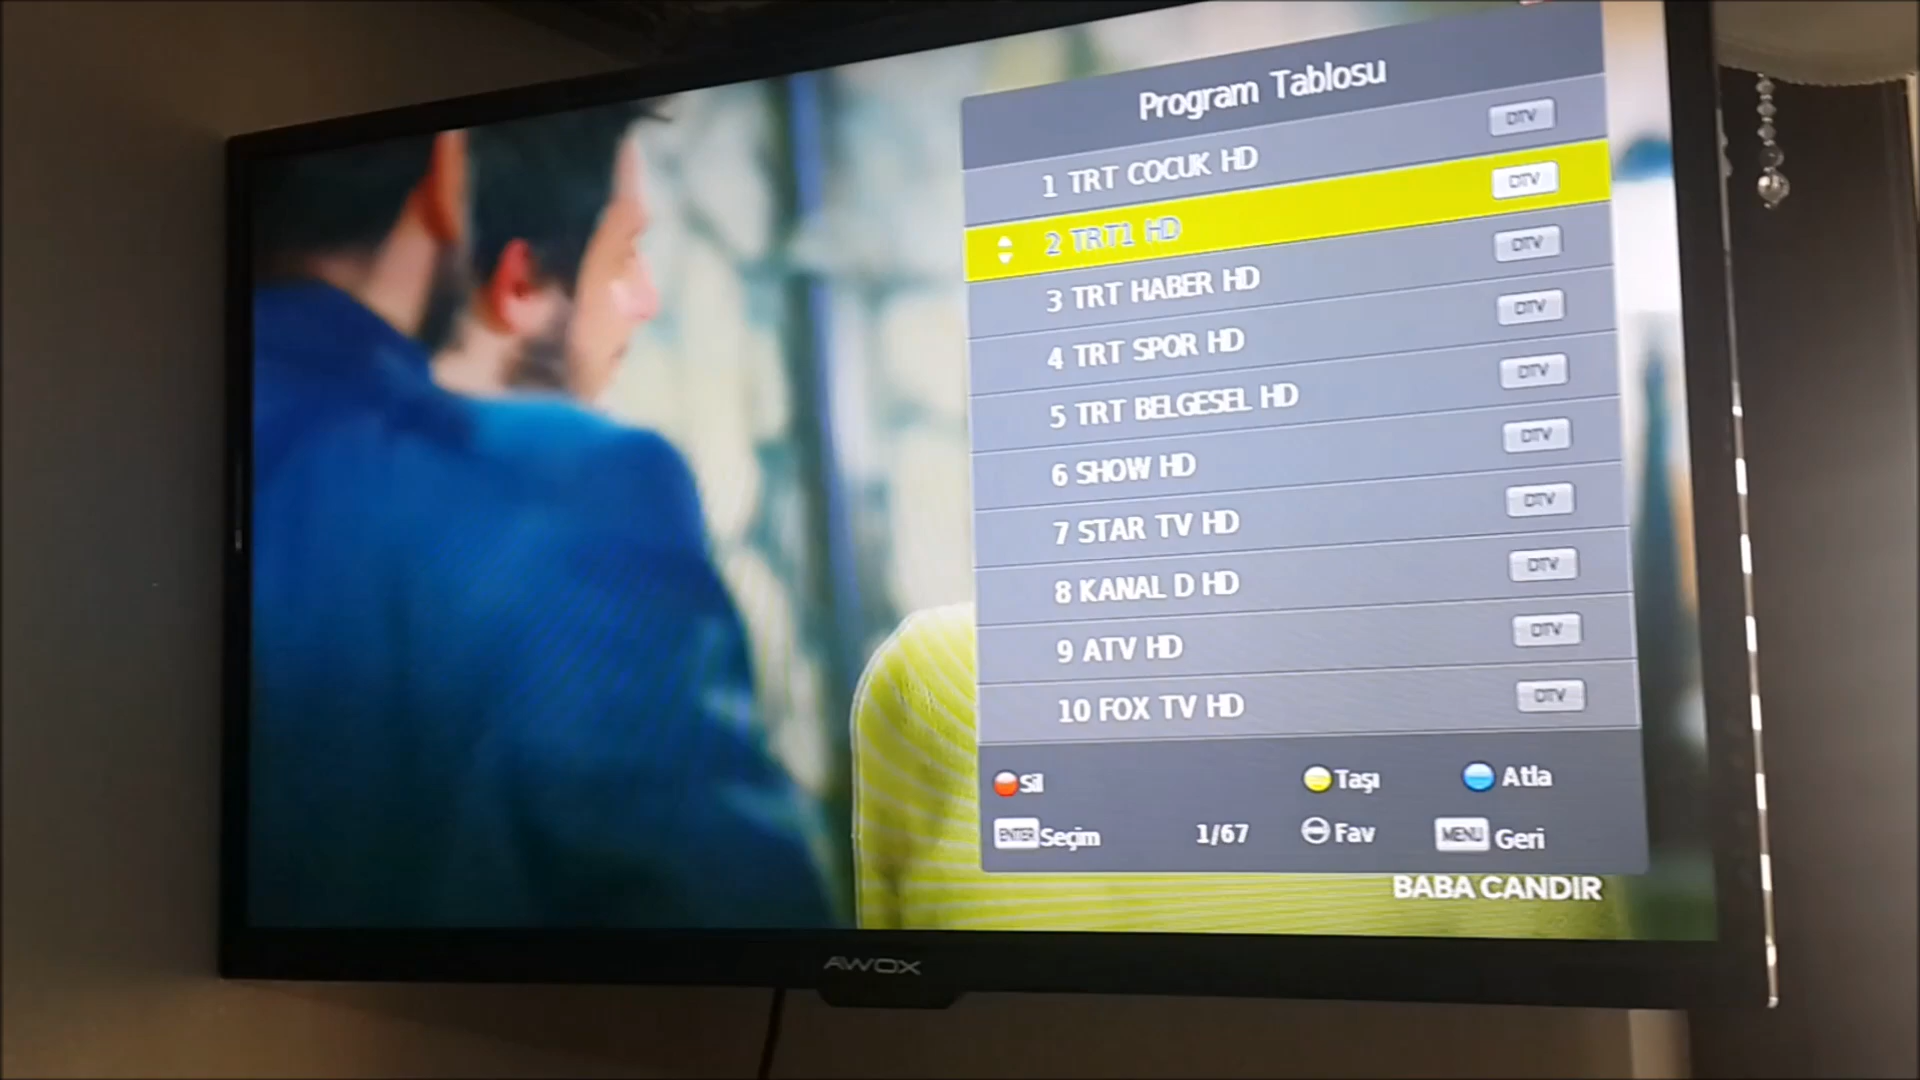 Program Tablosu
1 TRT COCUK HD DTV
2 TRT1 HD DTV
3 TRT HABER HD DTV
4 TRT SPOR HD DTV
5 TRT BELGESEL HD DTV
6 SHOW HD DTV
7 STAR TV HD DTV
8 KANAL D HD DTV
9 ATV HD DTV
10 FOX TV HD DTV
Sil Taşı Atla
ENTER Seçim 1/67 Fav MENU Geri
BABA CANDIR
AWOX